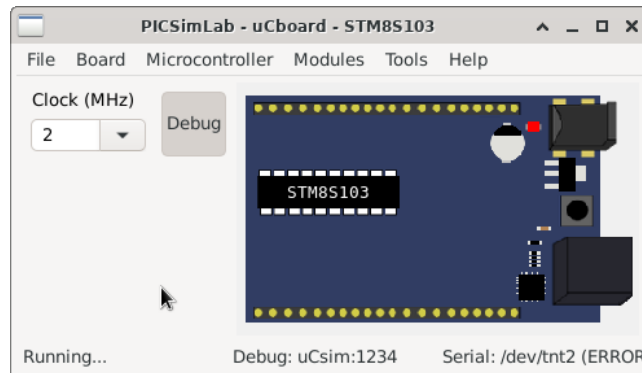 PICSimLab - uCboard - STM8S103
File Board Microcontroller Modules Tools Help
Clock (MHz)
2
Debug
STM8S103
Running... Debug: uCsim:1234 Serial: /dev/tnt2 (ERROR